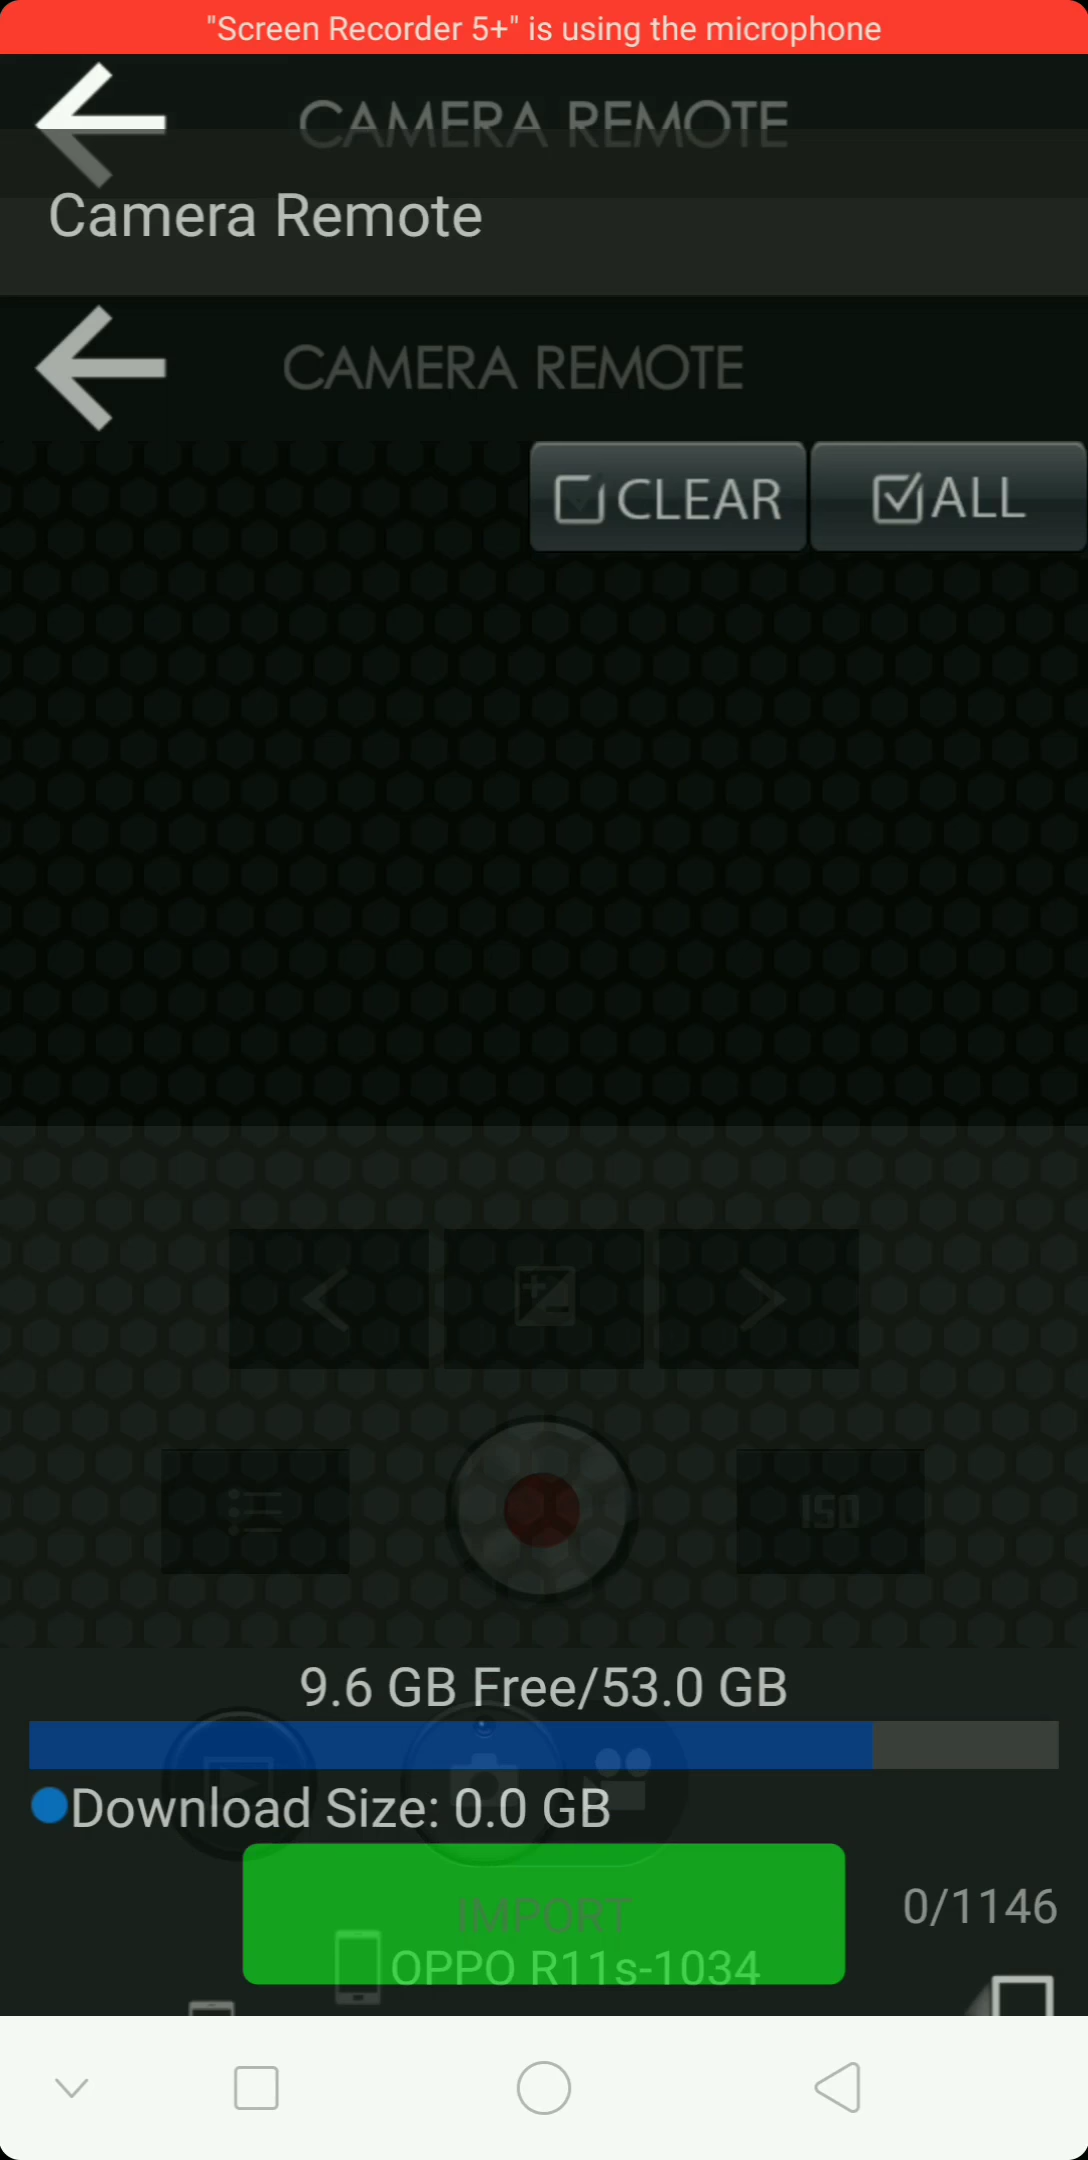 "Screen Recorder 5+" is using the microphone
CAMERA REMOTE
Camera Remote
CAMERA REMOTE
CLEAR
ALL
ISO
9.6 GB Free/53.0 GB
Download Size: 0.0 GB
IMPORT
0/1146
OPPO R11s-1034